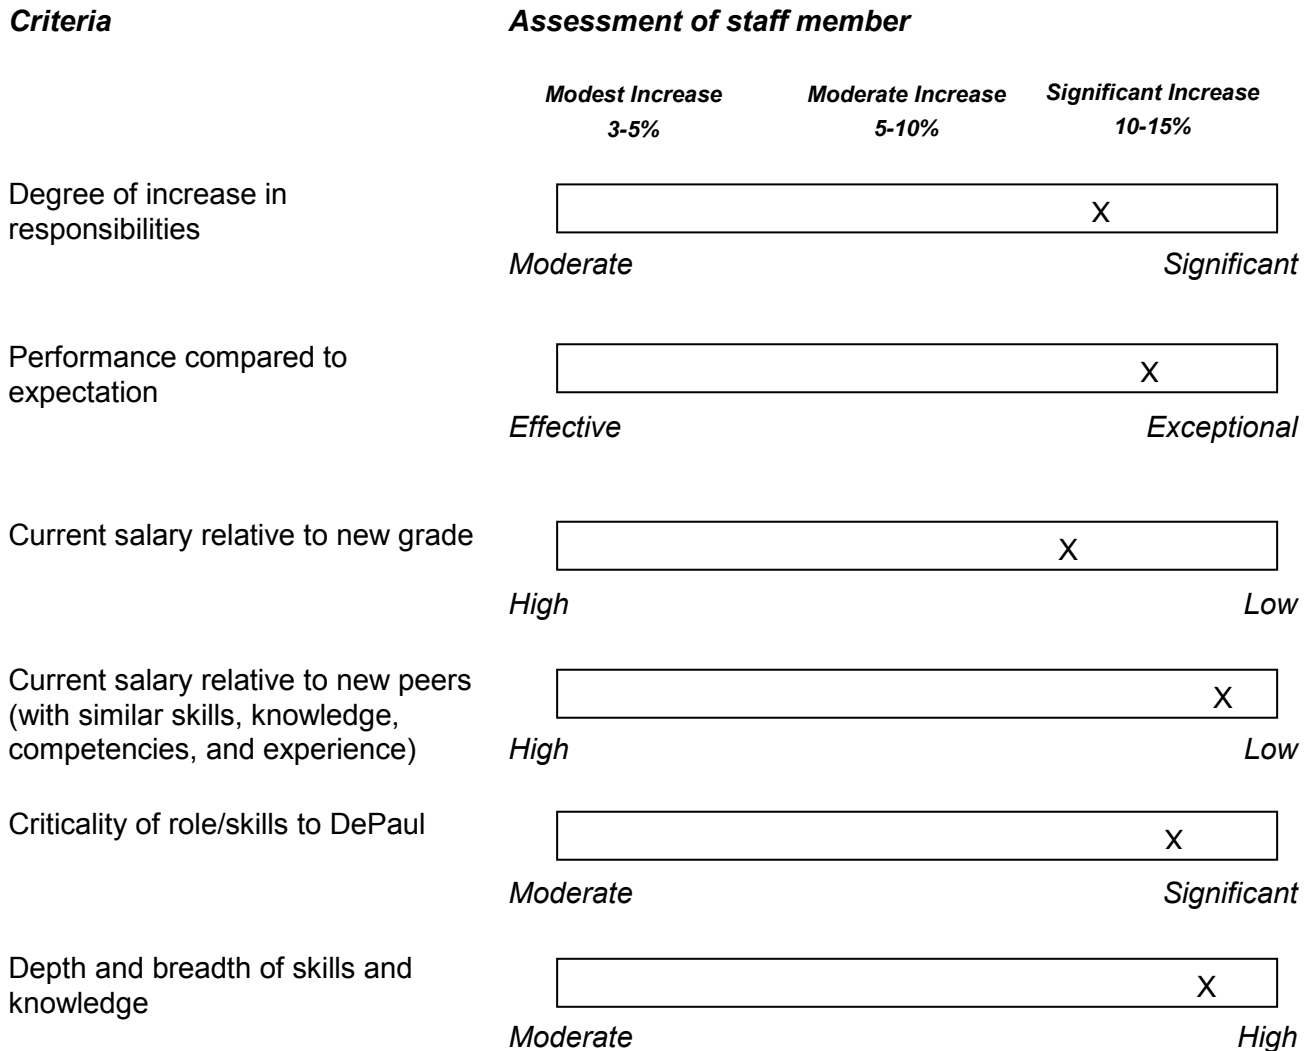 Criteria
Assessment of staff member
Modest Increase
3-5%
Moderate Increase
5-10%
Significant Increase
10-15%
Degree of increase in
responsibilities
X
Moderate
Significant
Performance compared to
expectation
X
Effective
Exceptional
Current salary relative to new grade
X
High
Low
Current salary relative to new peers
(with similar skills, knowledge,
competencies, and experience)
X
High
Low
Criticality of role/skills to DePaul
X
Moderate
Significant
Depth and breadth of skills and
knowledge
X
Moderate
High